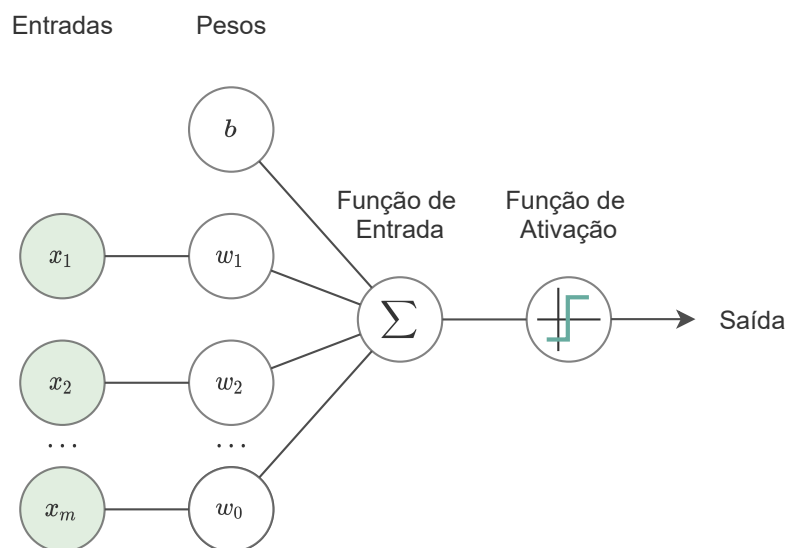 Entradas Pesos
b
Função de
Entrada
Função de
Ativação
x₁ w₁
∑
Saída
x₂ w₂
... ...
xₘ w₀